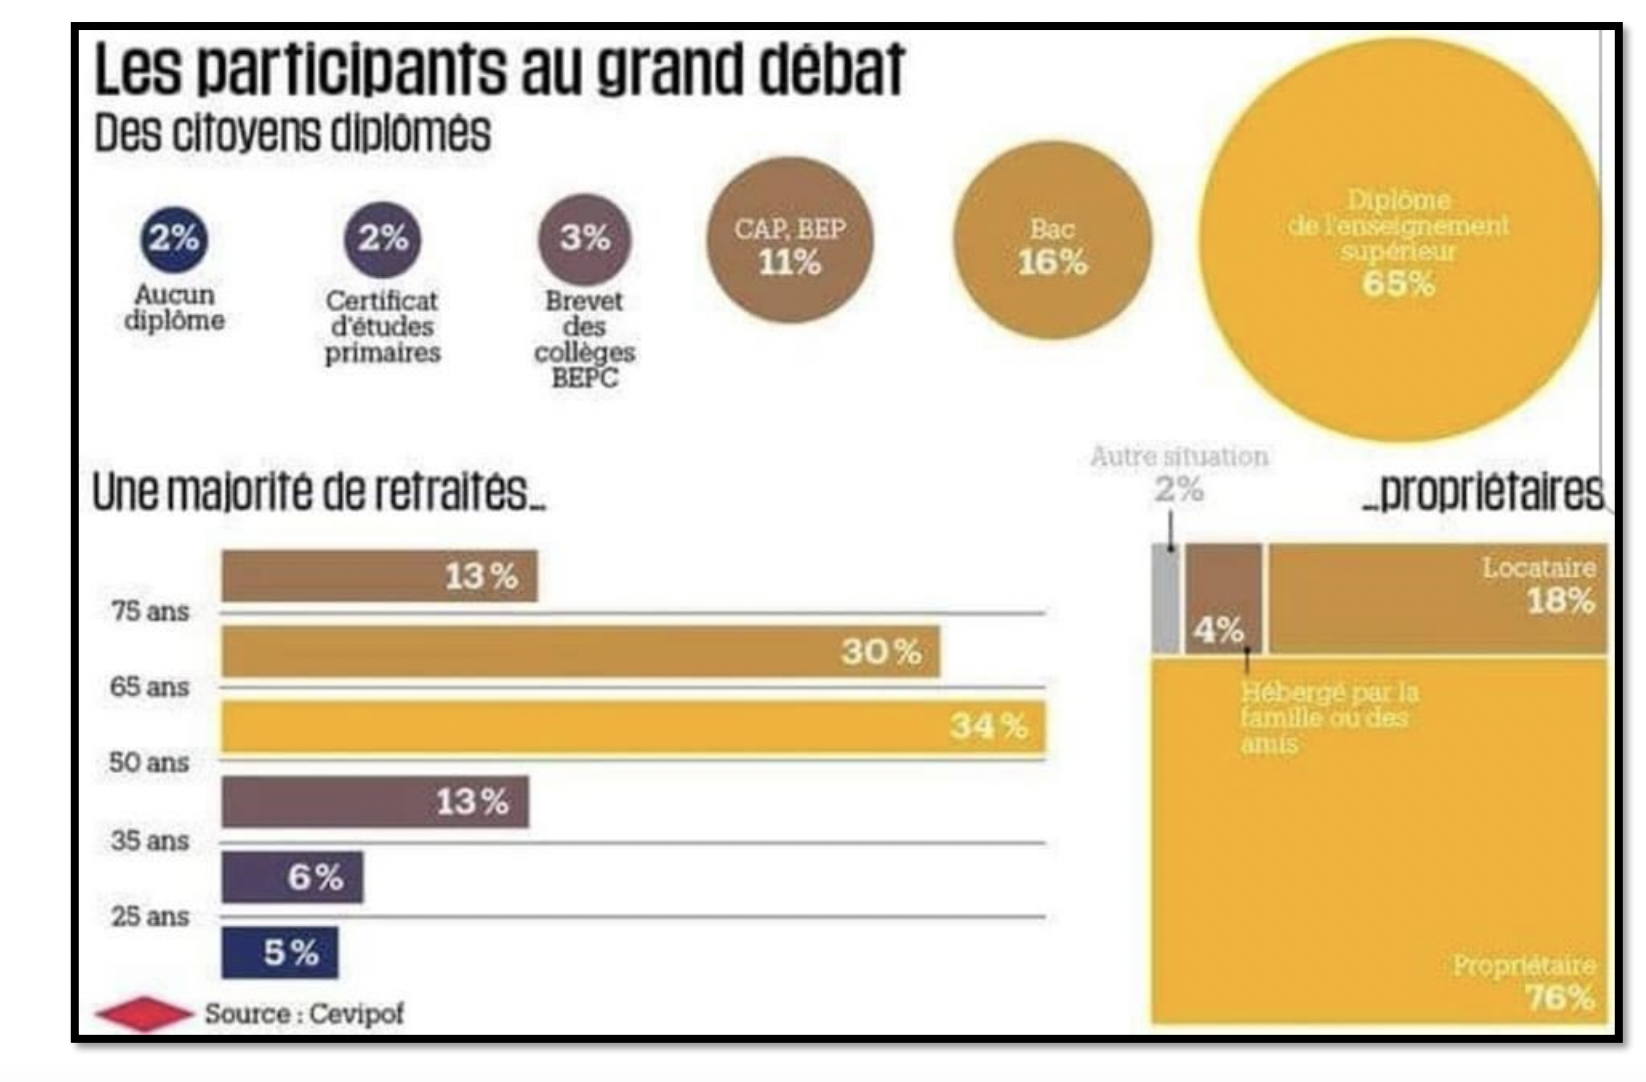 Les participants au grand débat
Des citoyens diplômés
2%
Aucun
diplôme
2%
Certificat
d'études
primaires
3%
Brevet
des
collèges
BEPC
CAP, BEP
11%
Bac
16%
Diplôme
de l'enseignement
supérieur
65%
Une majorité de retraités...
13%
75 ans
30%
65 ans
34%
50 ans
13%
35 ans
6%
25 ans
5%
Source : Cevipof
...propriétaires
Autre situation
2%
4%
Hébergé par la
famille ou des
amis
Locataire
18%
Propriétaire
76%